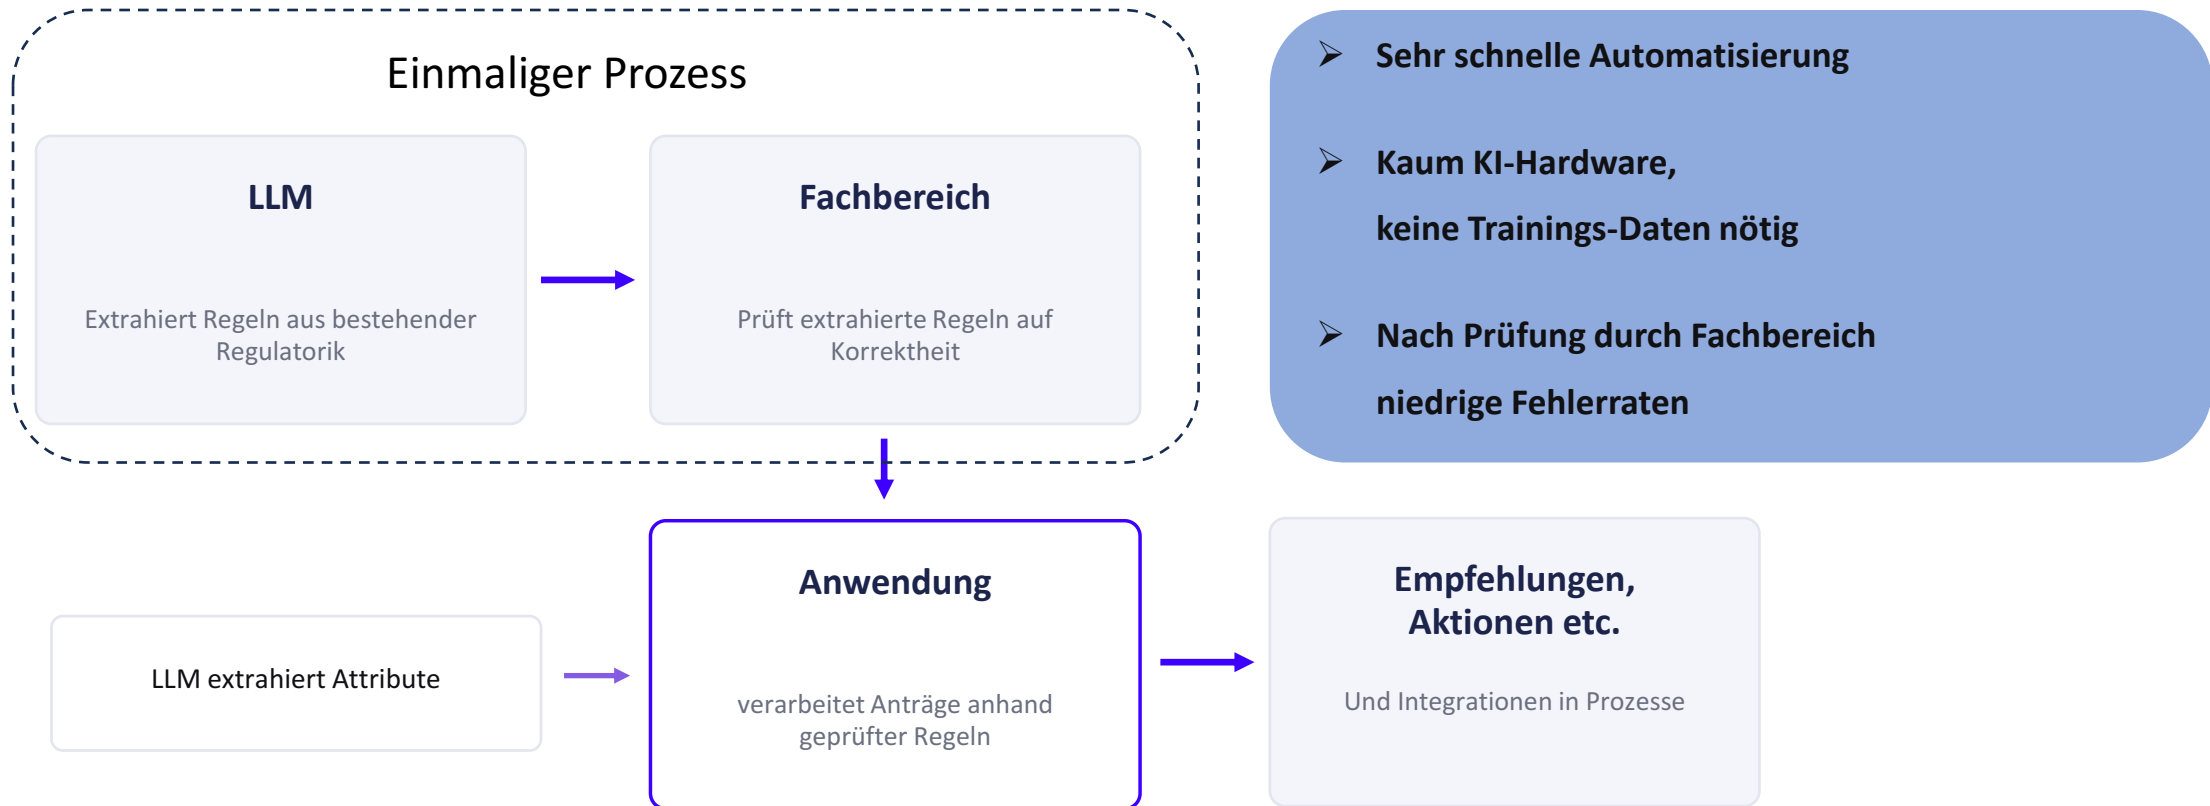 Einmaliger Prozess
LLM
Extrahiert Regeln aus bestehender
Regulatorik
Fachbereich
Prüft extrahierte Regeln auf
Korrektheit
➢ Sehr schnelle Automatisierung
➢ Kaum KI-Hardware,
keine Trainings-Daten nötig
➢ Nach Prüfung durch Fachbereich
niedrige Fehlerraten
LLM extrahiert Attribute
Anwendung
verarbeitet Anträge anhand
geprüfter Regeln
Empfehlungen,
Aktionen etc.
Und Integrationen in Prozesse